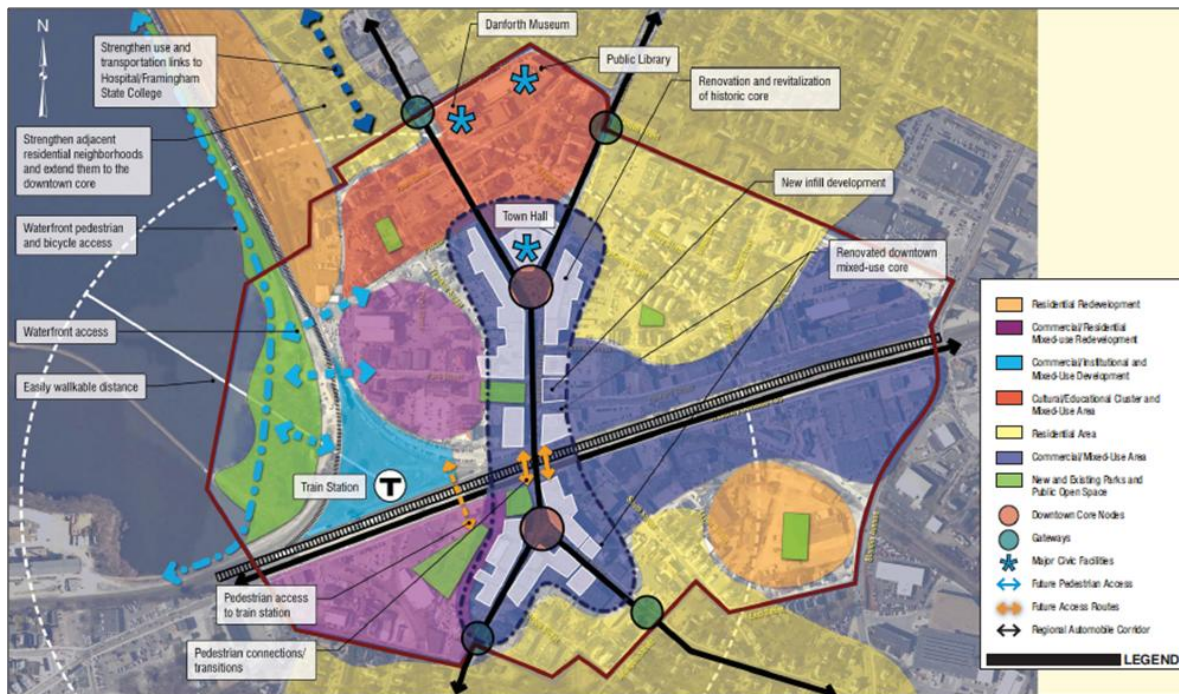 N
Strengthen use and
transportation links to
Hospital/Framingham
State College
Strengthen adjacent
residential neighborhoods
and extend them to the
downtown core
Waterfront pedestrian
and bicycle access
Waterfront access
Easily wallkable distance
Danforth Museum
Public Library
Renovation and revitalization
of historic core
New infill development
Town Hall
Renovated downtown
mixed-use core
Train Station
T
Pedestrian access
to train station
Pedestrian connections/
transitions
Residential Redevelopment
Commercial/Residential
Mixed-use Redevelopment
Commercial/Institutional and
Mixed-Use Development
Cultural/Educational Cluster and
Mixed-Use Area
Residential Area
Commercial/Mixed-Use Area
New and Existing Parks and
Public Open Space
Downtown Core Nodes
Gateways
Major Civic Facilities
Future Pedestrian Access
Future Access Routes
Regional Automobile Corridor
LEGEND